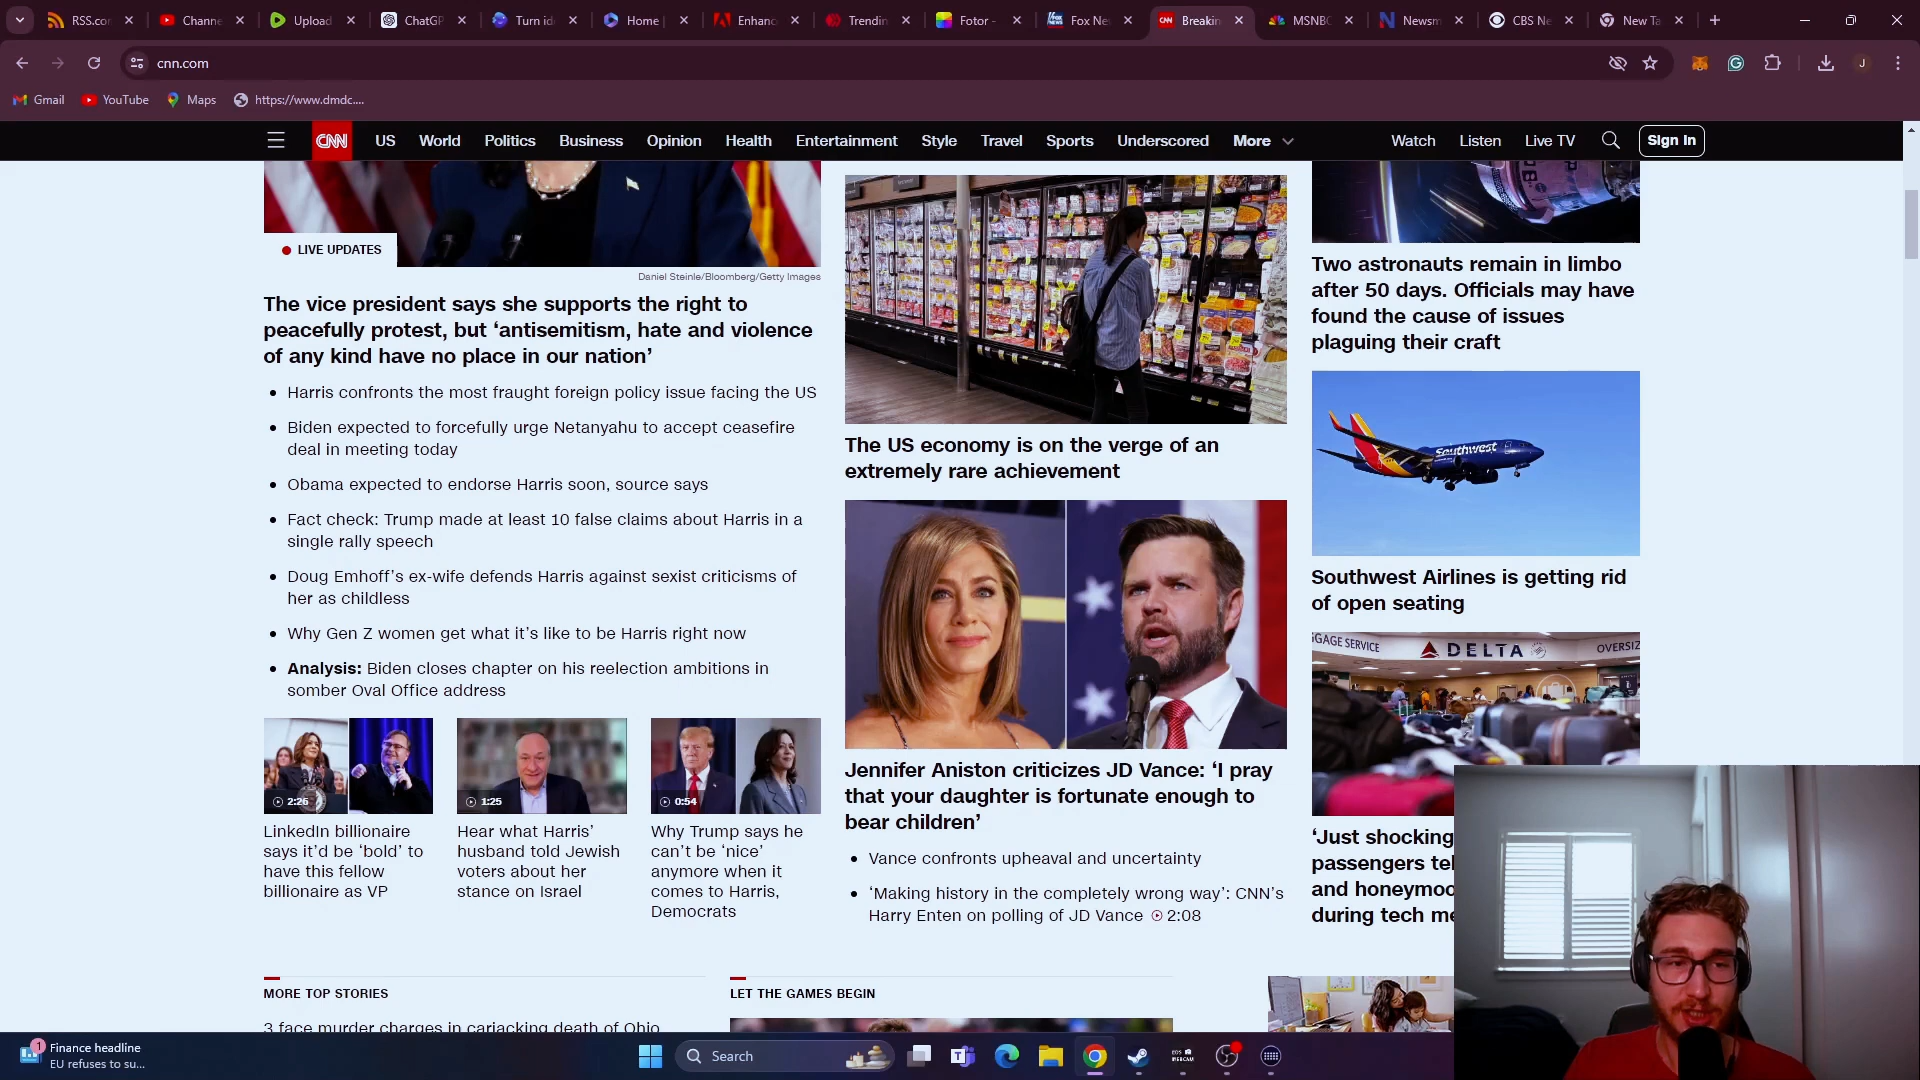 RSS.con
Channe
Upload
ChatGP
Turn id
Home |
Enhanc
Trendin
Fotor -
Fox Ne
Breakin
MSNBC
Newsm
CBS Ne
New Ta
cnn.com
J
Gmail
YouTube
Maps
https://www.dmdc....
CNN
US
World
Politics
Business
Opinion
Health
Entertainment
Style
Travel
Sports
Underscored
More
Watch
Listen
Live TV
Sign in
LIVE UPDATES
Daniel Steinle/Bloomberg/Getty Images
The vice president says she supports the right to
peacefully protest, but ‘antisemitism, hate and violence
of any kind have no place in our nation’
Harris confronts the most fraught foreign policy issue facing the US
Biden expected to forcefully urge Netanyahu to accept ceasefire
deal in meeting today
Obama expected to endorse Harris soon, source says
Fact check: Trump made at least 10 false claims about Harris in a
single rally speech
Doug Emhoff’s ex-wife defends Harris against sexist criticisms of
her as childless
Why Gen Z women get what it’s like to be Harris right now
Analysis: Biden closes chapter on his reelection ambitions in
somber Oval Office address
2:26
LinkedIn billionaire
says it’d be ‘bold’ to
have this fellow
billionaire as VP
1:25
Hear what Harris’
husband told Jewish
voters about her
stance on Israel
0:54
Why Trump says he
can’t be ‘nice’
anymore when it
comes to Harris,
Democrats
The US economy is on the verge of an
extremely rare achievement
Jennifer Aniston criticizes JD Vance: ‘I pray
that your daughter is fortunate enough to
bear children’
Vance confronts upheaval and uncertainty
‘Making history in the completely wrong way’: CNN’s
Harry Enten on polling of JD Vance 2:08
Two astronauts remain in limbo
after 50 days. Officials may have
found the cause of issues
plaguing their craft
Southwest
Southwest Airlines is getting rid
of open seating
GGAGE SERVICE
DELTA
OVERSIZ
‘Just shocking
passengers tel
and honeymoo
during tech me
MORE TOP STORIES
3 face murder charges in carjacking death of Ohio
LET THE GAMES BEGIN
1
Finance headline
EU refuses to su...
Search
EOS
WEBCAM